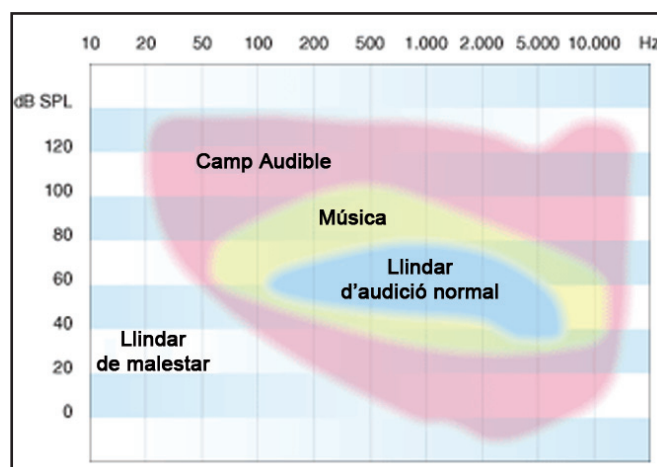 10 20 50 100 200 500 1.000 2.000 5.000 10.000 Hz
dB SPL
120
Camp Audible
100
Música
80
Llindar
d'audició normal
60
40
Llindar
de malestar
20
0